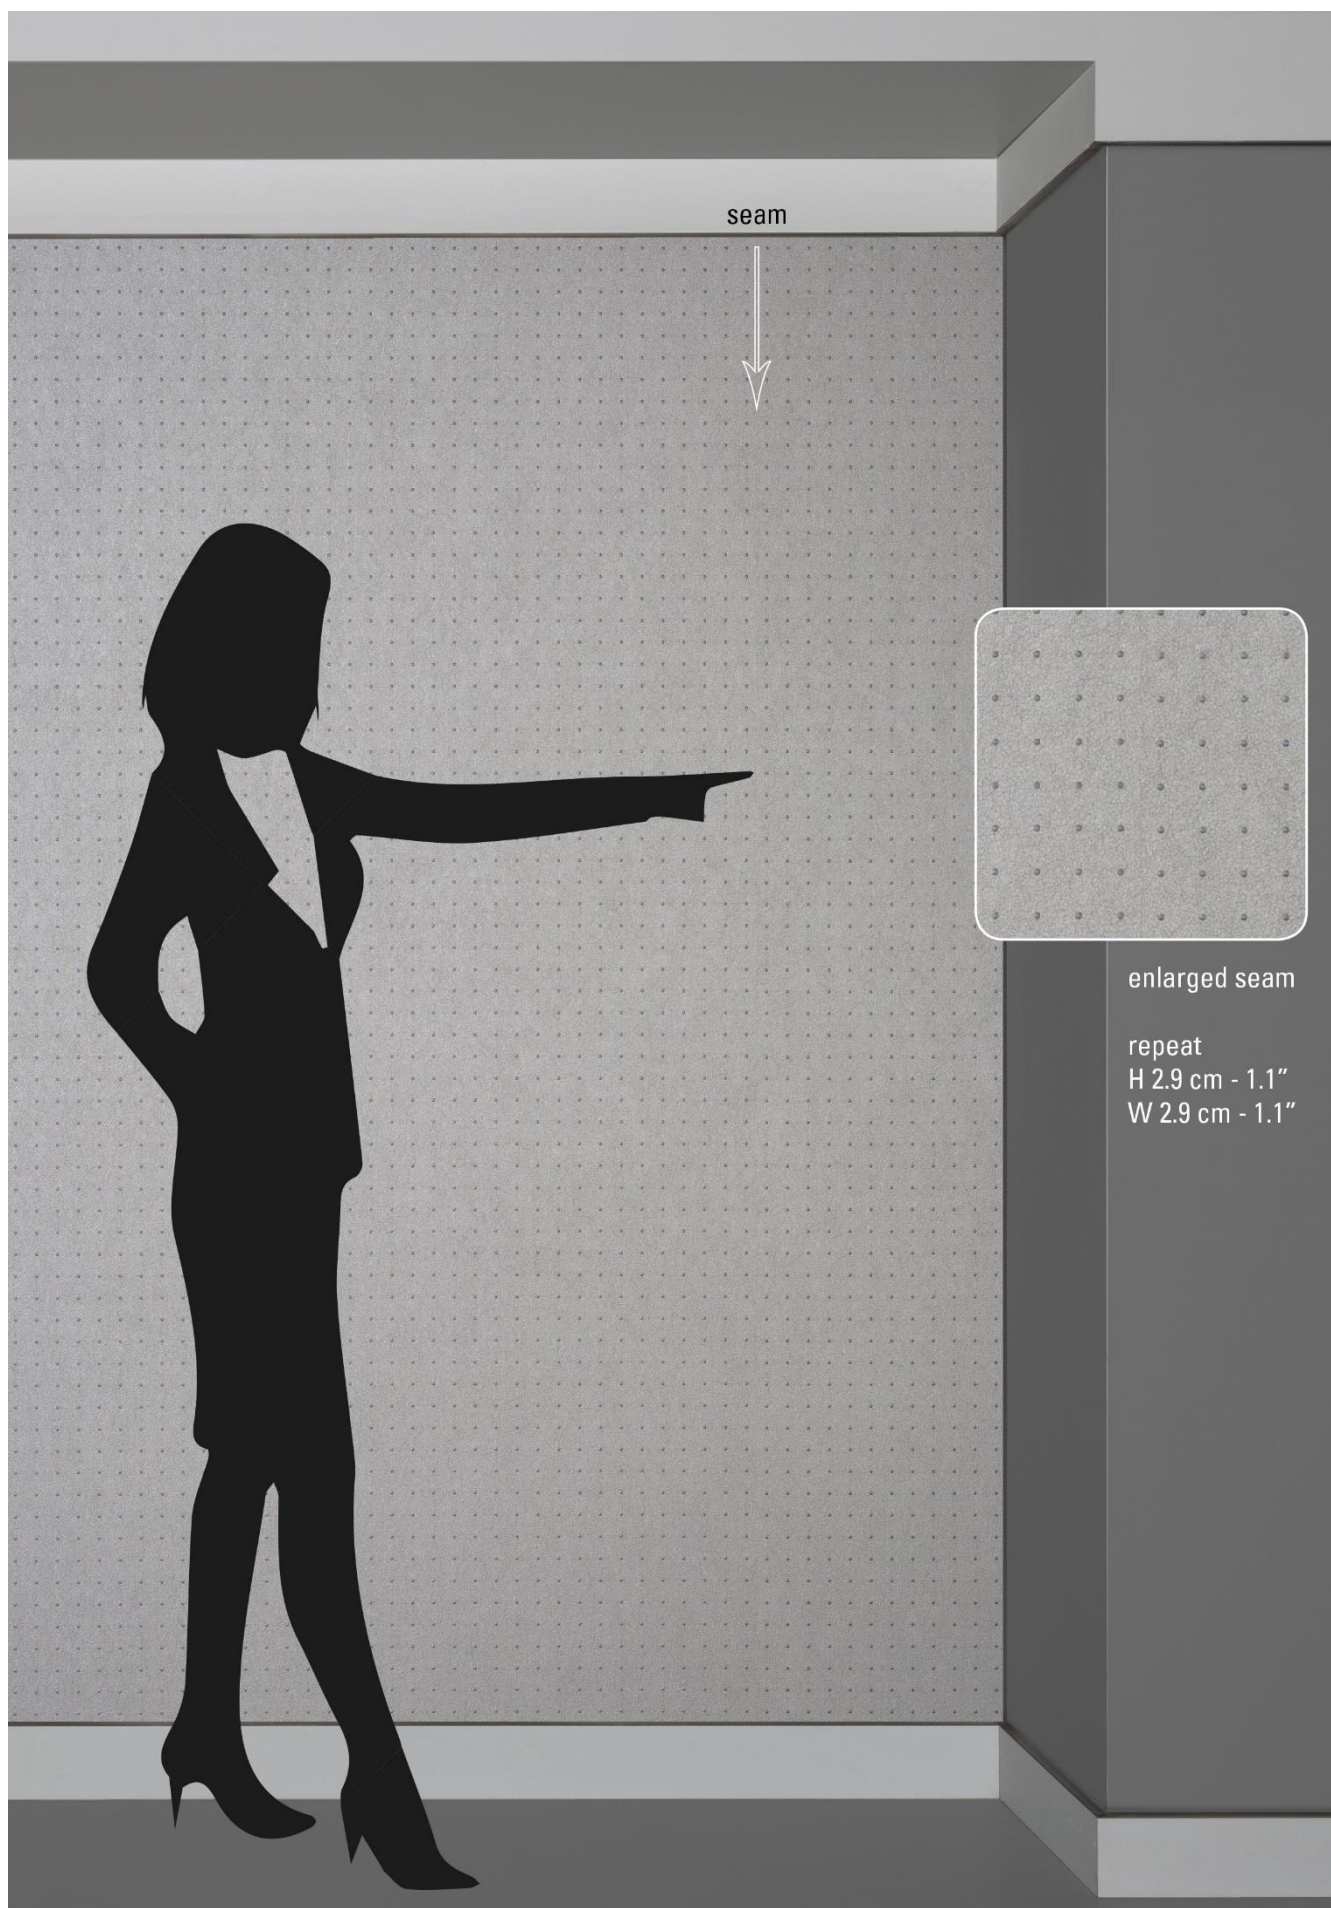 seam
enlarged seam
repeat
H 2.9 cm - 1.1”
W 2.9 cm - 1.1”